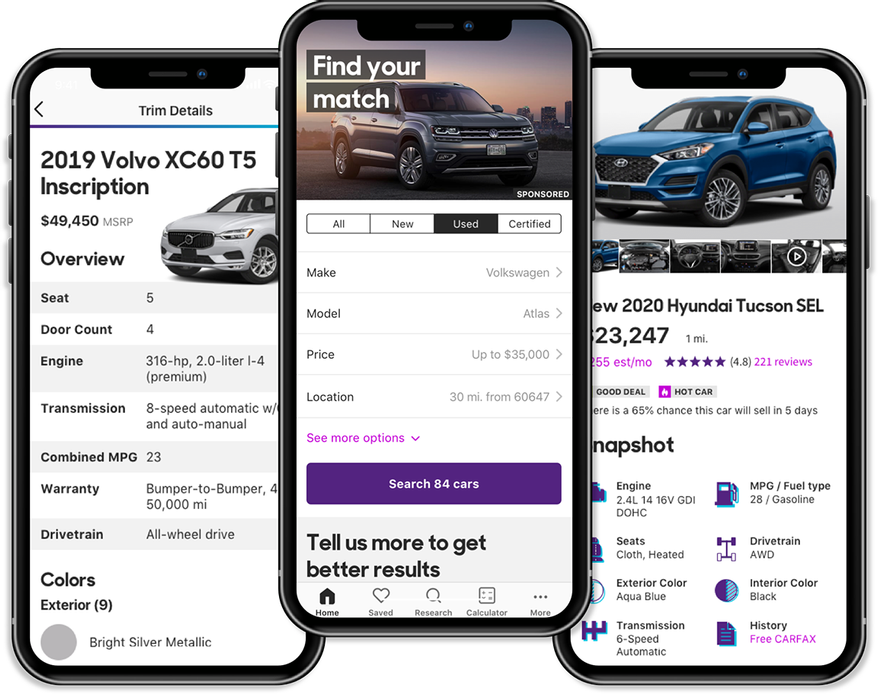 Trim Details
2019 Volvo XC60 T5
Inscription
$49,450 MSRP
Overview
Seat 5
Door Count 4
Engine 316-hp, 2.0-liter I-4
(premium)
Transmission 8-speed automatic w/
and auto-manual
Combined MPG 23
Warranty Bumper-to-Bumper, 4
50,000 mi
Drivetrain All-wheel drive
Colors
Exterior (9)
Bright Silver Metallic
Find your
match
SPONSORED
All New Used Certified
Make Volkswagen
Model Atlas
Price Up to $35,000
Location 30 mi. from 60647
See more options
Search 84 cars
Tell us more to get
better results
Home Saved Research Calculator More
ew 2020 Hyundai Tucson SEL
$23,247 1 mi.
255 est/mo (4.8) 221 reviews
GOOD DEAL HOT CAR
ere is a 65% chance this car will sell in 5 days
napshot
Engine
2.4L 14 16V GDI
DOHC
MPG / Fuel type
28 / Gasoline
Seats
Cloth, Heated
Drivetrain
AWD
Exterior Color
Aqua Blue
Interior Color
Black
Transmission
6-Speed
Automatic
History
Free CARFAX